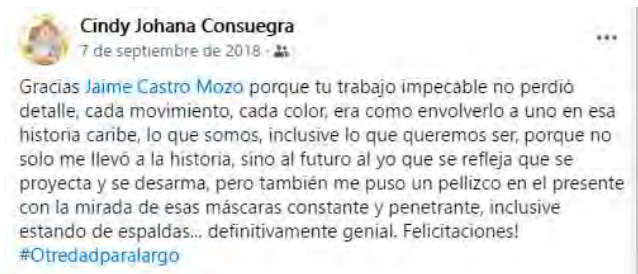 Cindy Johana Consuegra
7 de septiembre de 2018 ·
Gracias Jaime Castro Mozo porque tu trabajo impecable no perdió
detalle, cada movimiento, cada color, era como envolverlo a uno en esa
historia caribe, lo que somos, inclusive lo que queremos ser, porque no
solo me llevó a la historia, sino al futuro al yo que se refleja que se
proyecta y se desarma, pero también me puso un pellizco en el presente
con la mirada de esas máscaras constante y penetrante, inclusive
estando de espaldas... definitivamente genial. Felicitaciones!
#Otredadparalargo